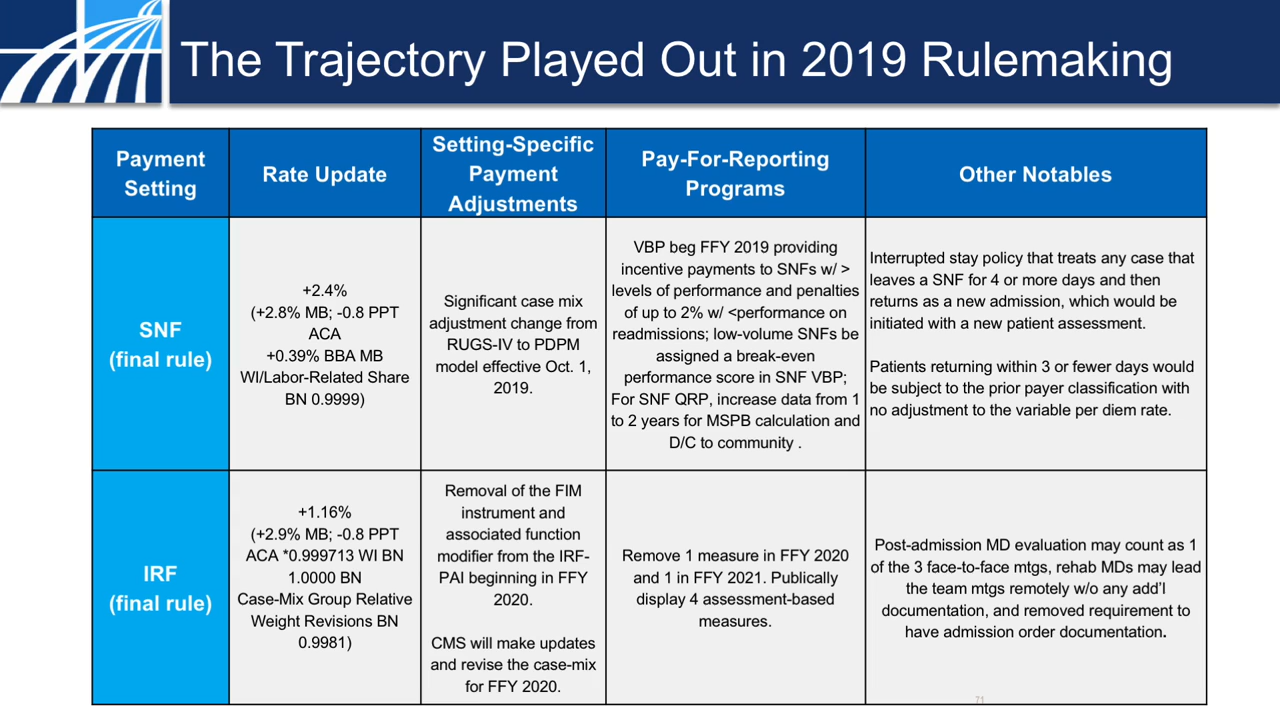 The Trajectory Played Out in 2019 Rulemaking
Payment
Setting
Rate Update
Setting-Specific
Payment
Adjustments
Pay-For-Reporting
Programs
Other Notables
SNF
(final rule)
+2.4%
(+2.8% MB; -0.8 PPT
ACA
+0.39% BBA MB
WI/Labor-Related Share
BN 0.9999)
Significant case mix
adjustment change from
RUGS-IV to PDPM
model effective Oct. 1,
2019.
VBP beg FFY 2019 providing
incentive payments to SNFs w/ >
levels of performance and penalties
of up to 2% w/ <performance on
readmissions; low-volume SNFs be
assigned a break-even
performance score in SNF VBP;
For SNF QRP, increase data from 1
to 2 years for MSPB calculation and
D/C to community .
Interrupted stay policy that treats any case that
leaves a SNF for 4 or more days and then
returns as a new admission, which would be
initiated with a new patient assessment.
Patients returning within 3 or fewer days would
be subject to the prior payer classification with
no adjustment to the variable per diem rate.
IRF
(final rule)
+1.16%
(+2.9% MB; -0.8 PPT
ACA *0.999713 WI BN
1.0000 BN
Case-Mix Group Relative
Weight Revisions BN
0.9981)
Removal of the FIM
instrument and
associated function
modifier from the IRF-
PAI beginning in FFY
2020.
CMS will make updates
and revise the case-mix
for FFY 2020.
Remove 1 measure in FFY 2020
and 1 in FFY 2021. Publically
display 4 assessment-based
measures.
Post-admission MD evaluation may count as 1
of the 3 face-to-face mtgs, rehab MDs may lead
the team mtgs remotely w/o any add’l
documentation, and removed requirement to
have admission order documentation.
71